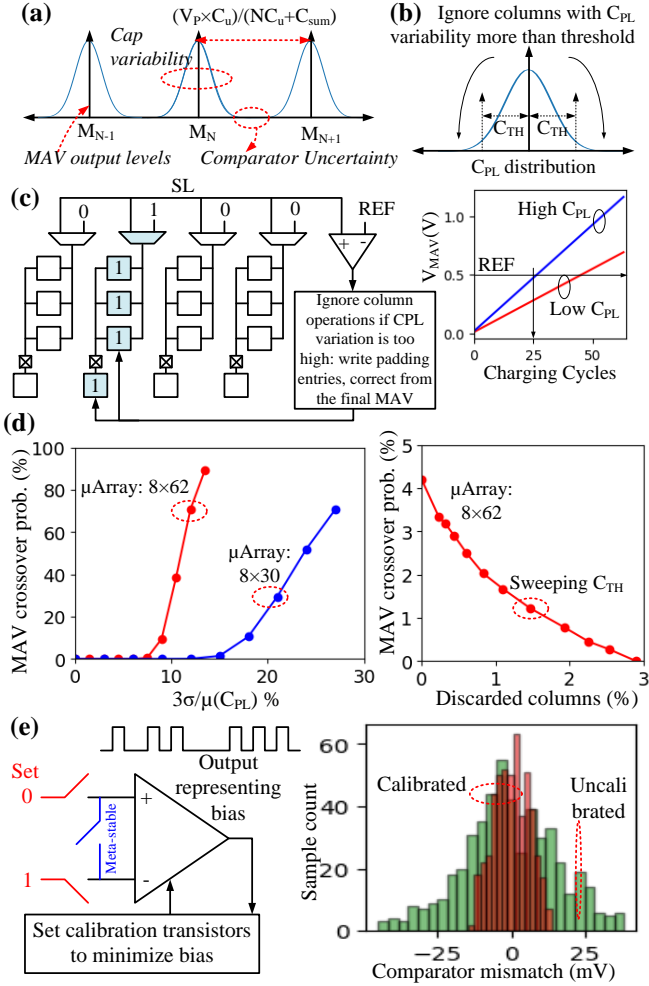 (a)
(V_P×C_u)/(NC_u+C_sum)
Cap
variability
M_N-1
M_N
M_N+1
MAV output levels
Comparator Uncertainty
(b)
Ignore columns with C_PL
variability more than threshold
C_TH
C_TH
C_PL distribution
(c)
SL
0
1
0
0
REF
+
-
1
1
1
1
Ignore column
operations if CPL
variation is too
high: write padding
entries, correct from
the final MAV
V_MAV(V)
1.0
0.5
0.0
High C_PL
REF
Low C_PL
0
25
50
Charging Cycles
(d)
MAV crossover prob. (%)
100
80
60
40
20
0
µArray: 8×62
µArray:
8×30
0
10
20
30
3σ/µ(C_PL) %
MAV crossover prob. (%)
5
4
3
2
1
0
µArray:
8×62
Sweeping C_TH
0
1
2
3
Discarded columns (%)
(e)
Set
0
1
Meta-stable
+
-
Output
representing
bias
Set calibration transistors
to minimize bias
Sample count
60
40
20
0
Calibrated
Uncali
brated
−25
0
25
Comparator mismatch (mV)